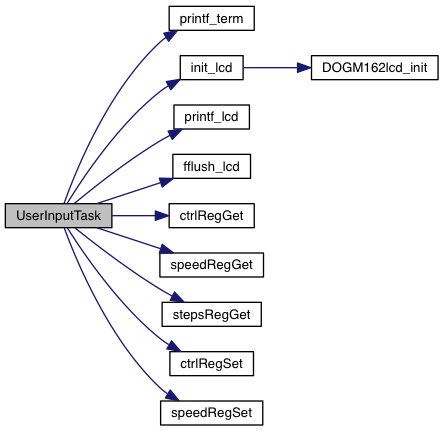 printf_term
init_lcd
DOGM162lcd_init
printf_lcd
fflush_lcd
UserInputTask
ctrlRegGet
speedRegGet
stepsRegGet
ctrlRegSet
speedRegSet